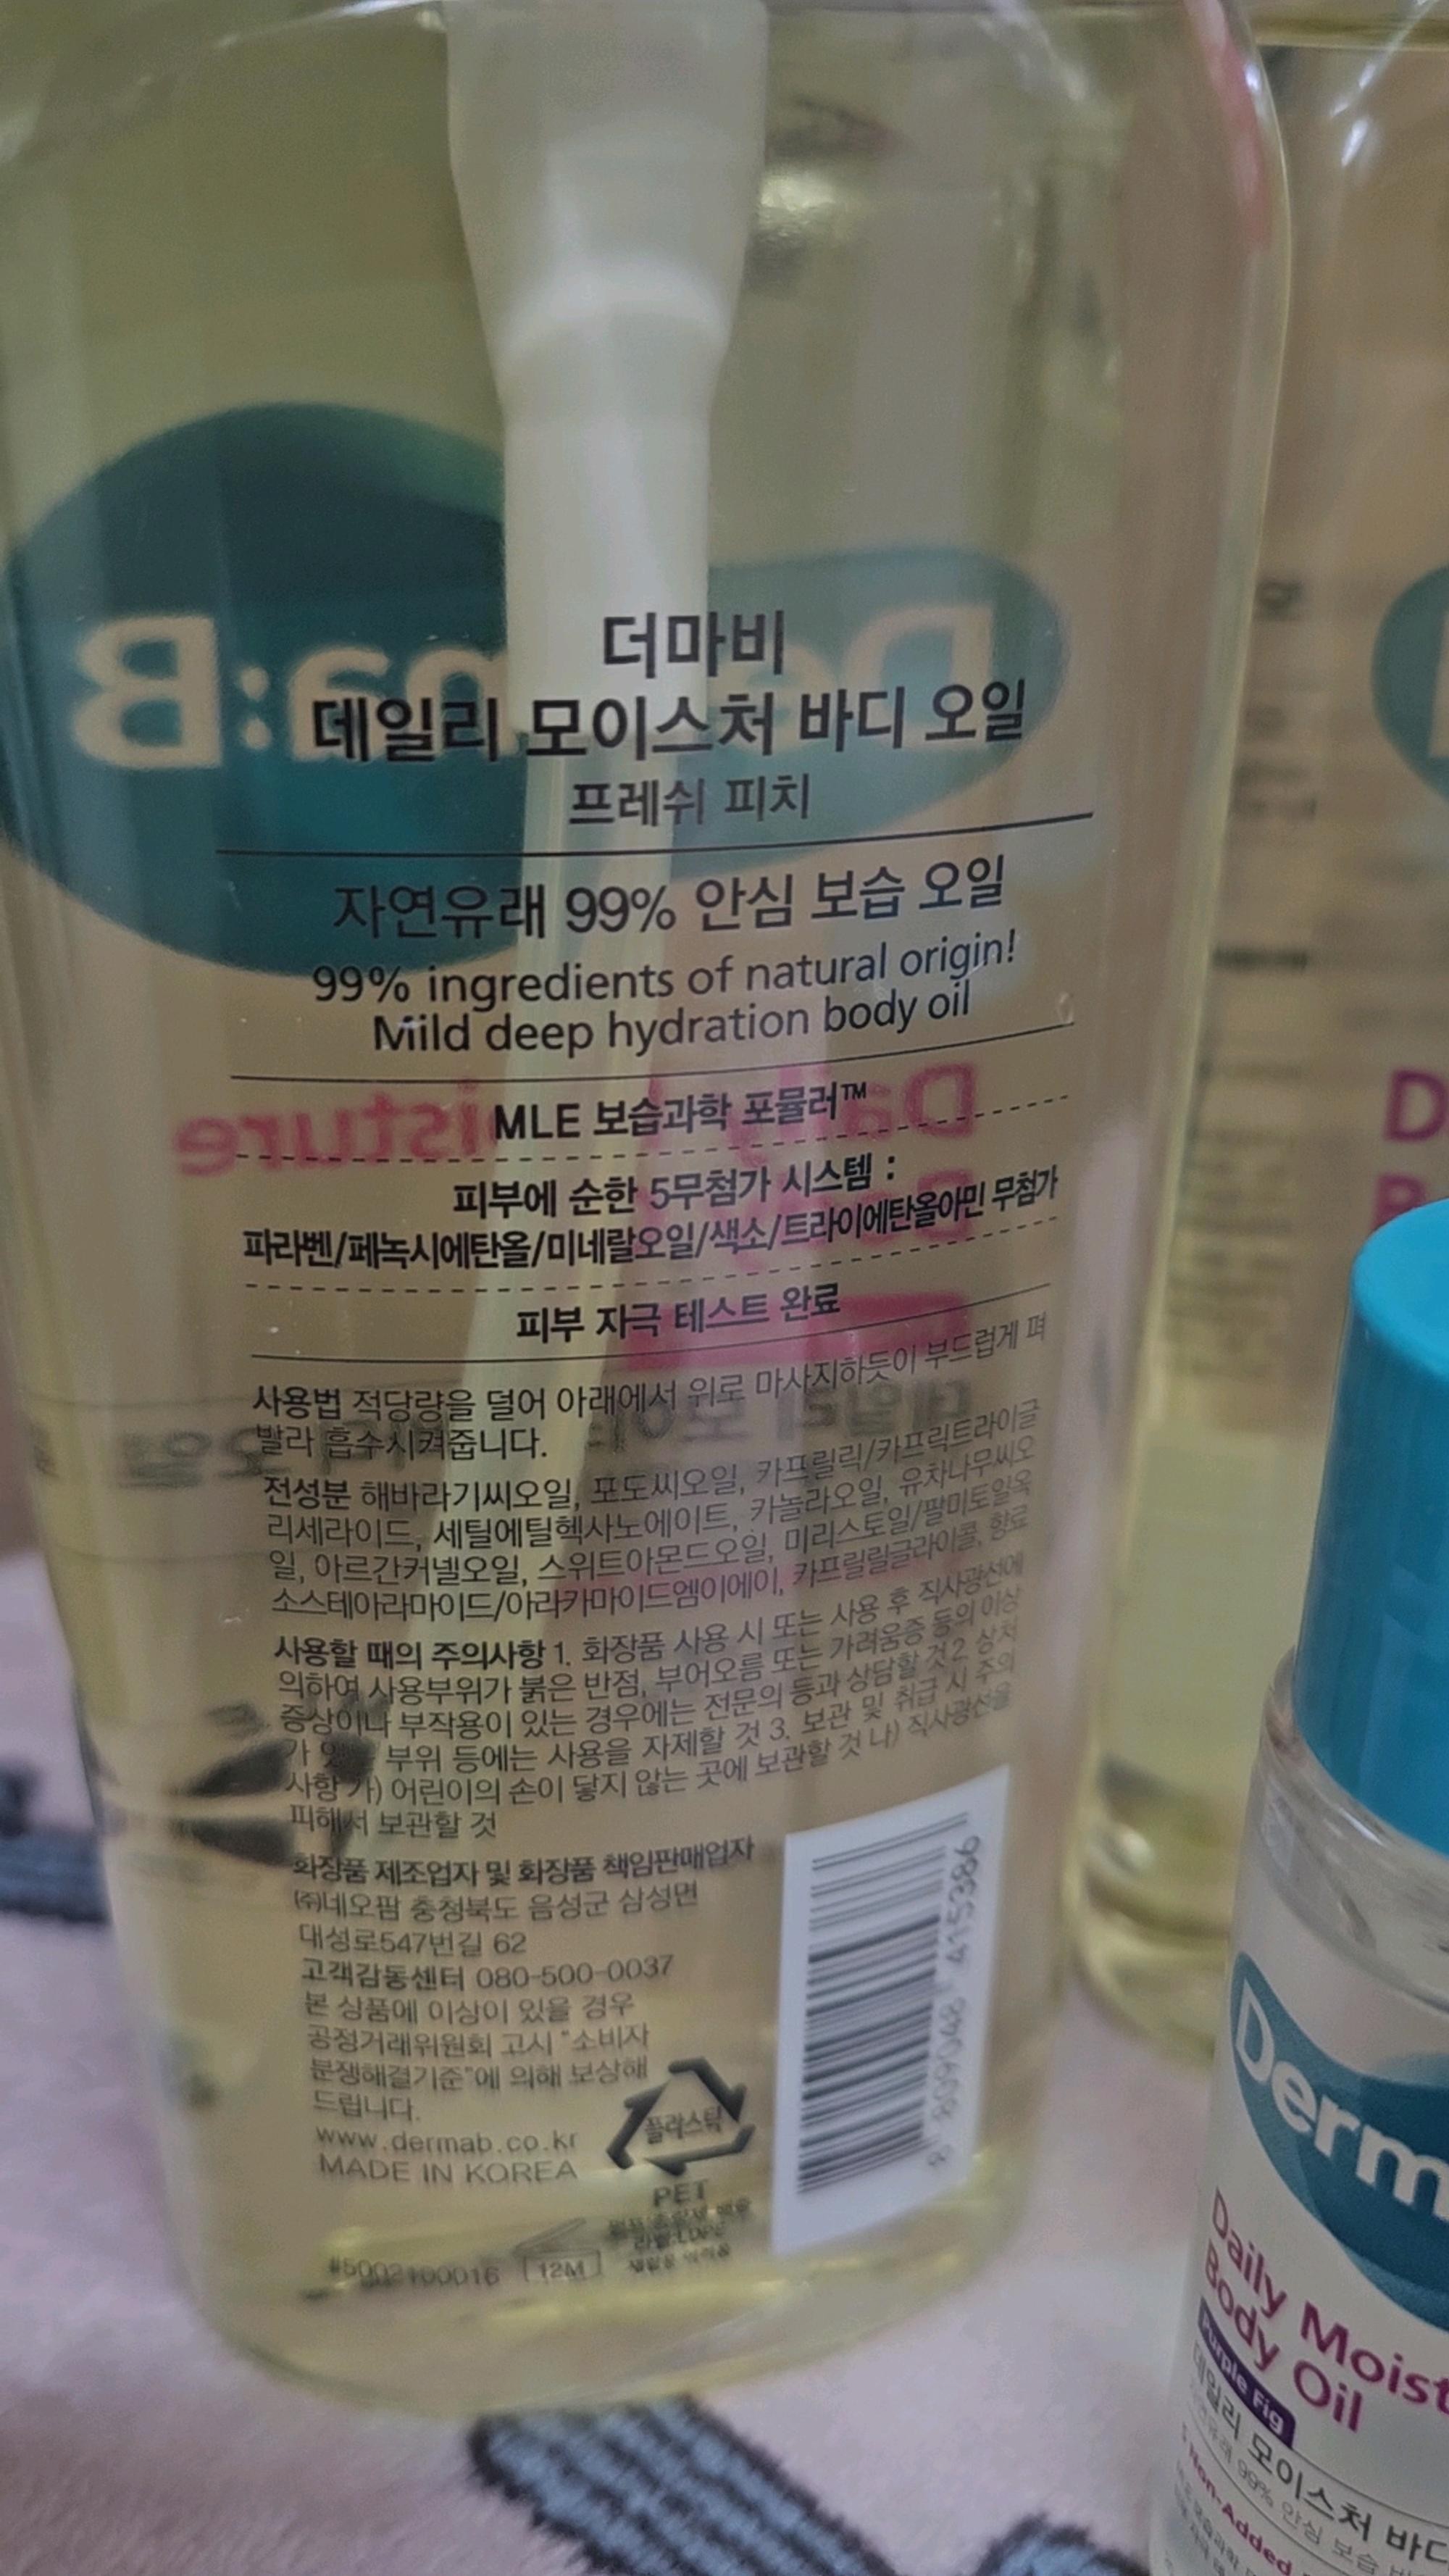 더마비
데일리 모이스처 바디 오일
프레쉬 피치
자연유래 99% 안심 보습 오일
99% ingredients of natural origin!
Mild deep hydration body oil
MLE 보습과학 포뮬러™
피부에 순한 5무첨가 시스템 :
파라벤/페녹시에탄올/미네랄오일/색소/트라이에탄올아민 무첨가
피부 자극 테스트 완료
사용법 적당량을 덜어 아래에서 위로 마사지하듯이 부드럽게 펴
발라 흡수시켜줍니다.
전성분 해바라기씨오일, 포도씨오일, 카프릴릭/카프릭트라이글
리세라이드, 세틸에틸헥사노에이트, 카놀라오일, 유차나무씨오
일, 아르간커넬오일, 스위트아몬드오일, 미리스토일/팔미토일옥
소스테아라마이드/아라카마이드엠이에이, 카프릴릴글라이콜, 향료
사용할 때의 주의사항 1. 화장품 사용 시 또는 사용 후 직사광선에
의하여 사용부위가 붉은 반점, 부어오름 또는 가려움증 등의 이상
증상이나 부작용이 있는 경우에는 전문의 등과 상담할 것 2. 상처
가 부위 등에는 사용을 자제할 것 3. 보관 및 취급 시 주의
사항 가) 어린이의 손이 닿지 않는 곳에 보관할 것 나) 직사광선을
피해서 보관할 것
화장품 제조업자 및 화장품 책임판매업자
㈜네오팜 충청북도 음성군 삼성면
대성로547번길 62
고객감동센터 080-500-0037
본 상품에 이상이 있을 경우
공정거래위원회 고시 "소비자
분쟁해결기준"에 의해 보상해
드립니다.
www.dermab.co.kr
MADE IN KOREA
플라스틱
PET
#5002100016
12M
8 809048 415386
Derm
Daily Moist
Body Oil
Purple Fig
데일리 모이스처 바디
99% 안심 보습
Non-Added